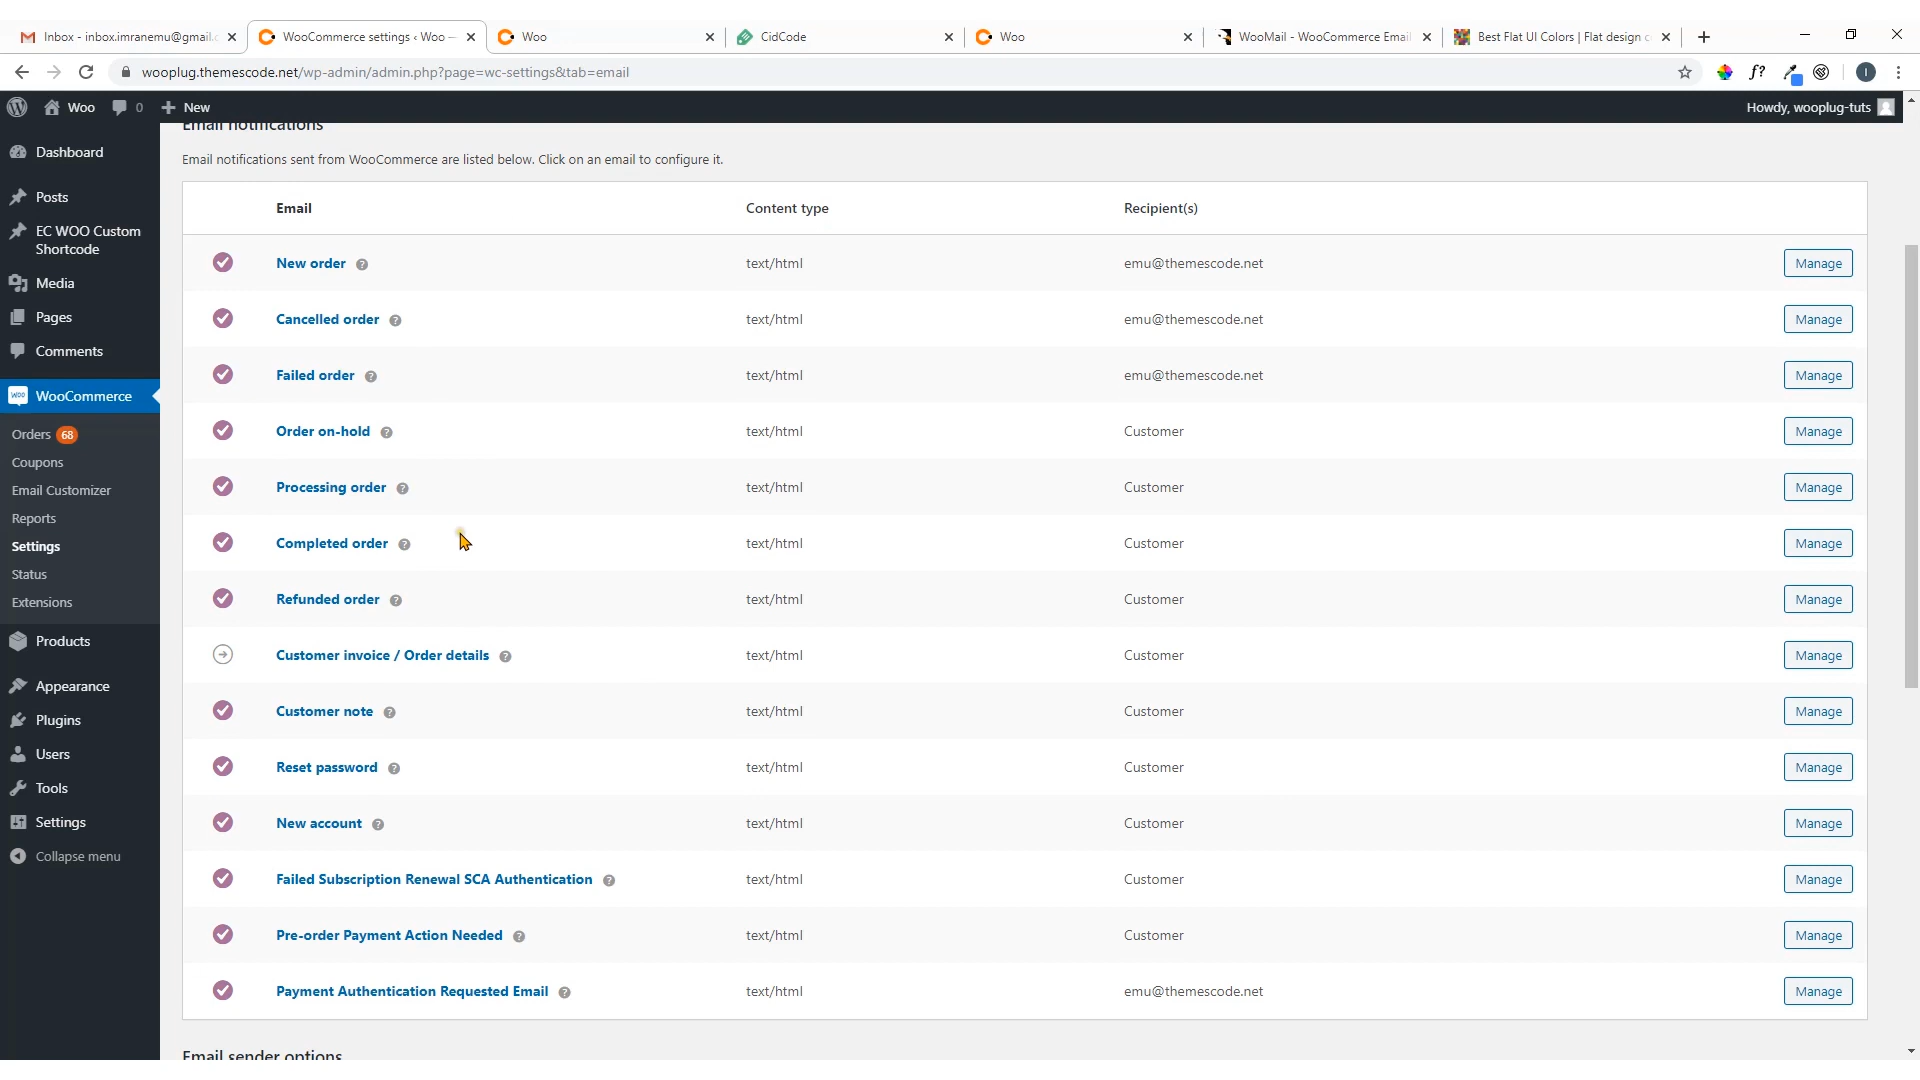 Inbox - inbox.imranemu@gmail.c
WooCommerce settings ‹ Woo —
Woo
CidCode
Woo
WooMail - WooCommerce Email
Best Flat UI Colors | Flat design c
wooplug.themescode.net/wp-admin/admin.php?page=wc-settings&tab=email
f?
I
Woo
0
New
Howdy, wooplug-tuts
Dashboard
Posts
EC WOO Custom
Shortcode
Media
Pages
Comments
WooCommerce
Orders 68
Coupons
Email Customizer
Reports
Settings
Status
Extensions
Products
Appearance
Plugins
Users
Tools
Settings
Collapse menu
Email notifications
Email notifications sent from WooCommerce are listed below. Click on an email to configure it.
Email Content type Recipient(s)
New order text/html emu@themescode.net Manage
Cancelled order text/html emu@themescode.net Manage
Failed order text/html emu@themescode.net Manage
Order on-hold text/html Customer Manage
Processing order text/html Customer Manage
Completed order text/html Customer Manage
Refunded order text/html Customer Manage
Customer invoice / Order details text/html Customer Manage
Customer note text/html Customer Manage
Reset password text/html Customer Manage
New account text/html Customer Manage
Failed Subscription Renewal SCA Authentication text/html Customer Manage
Pre-order Payment Action Needed text/html Customer Manage
Payment Authentication Requested Email text/html emu@themescode.net Manage
Email sender options